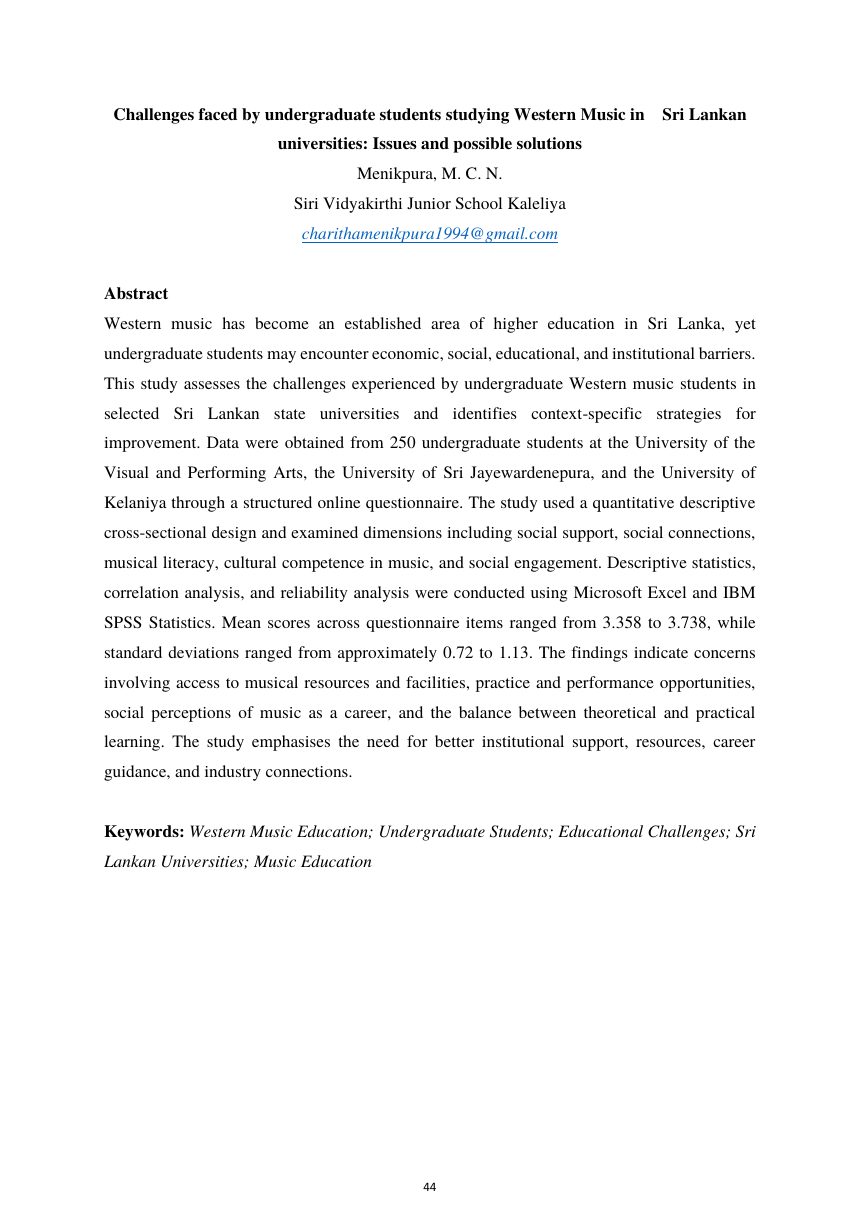 Challenges faced by undergraduate students studying Western Music in Sri Lankan
universities: Issues and possible solutions
Menikpura, M. C. N.
Siri Vidyakirthi Junior School Kaleliya
charithamenikpura1994@gmail.com
Abstract
Western music has become an established area of higher education in Sri Lanka, yet
undergraduate students may encounter economic, social, educational, and institutional barriers.
This study assesses the challenges experienced by undergraduate Western music students in
selected Sri Lankan state universities and identifies context-specific strategies for
improvement. Data were obtained from 250 undergraduate students at the University of the
Visual and Performing Arts, the University of Sri Jayewardenepura, and the University of
Kelaniya through a structured online questionnaire. The study used a quantitative descriptive
cross-sectional design and examined dimensions including social support, social connections,
musical literacy, cultural competence in music, and social engagement. Descriptive statistics,
correlation analysis, and reliability analysis were conducted using Microsoft Excel and IBM
SPSS Statistics. Mean scores across questionnaire items ranged from 3.358 to 3.738, while
standard deviations ranged from approximately 0.72 to 1.13. The findings indicate concerns
involving access to musical resources and facilities, practice and performance opportunities,
social perceptions of music as a career, and the balance between theoretical and practical
learning. The study emphasises the need for better institutional support, resources, career
guidance, and industry connections.
Keywords: Western Music Education; Undergraduate Students; Educational Challenges; Sri
Lankan Universities; Music Education
44